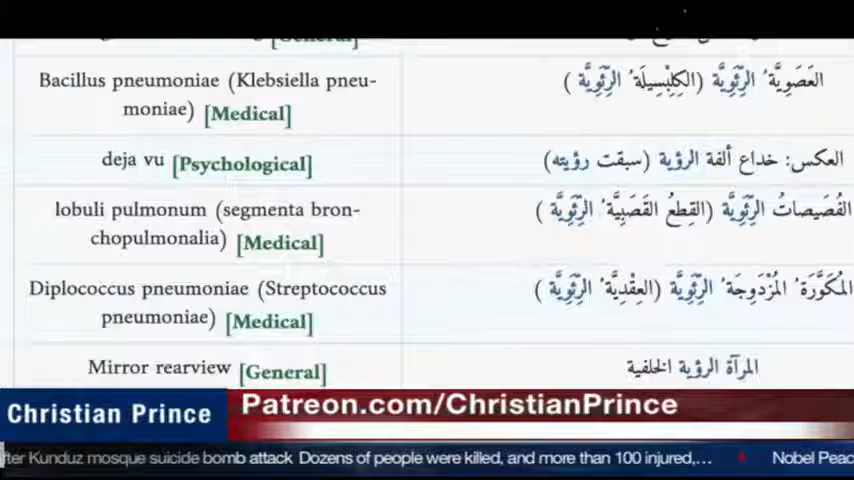 [General]
Bacillus pneumoniae (Klebsiella pneu-
moniae) [Medical]
العَصَوِيَّة' الرِّئَوِيَّة (الكِلِبْسِيلَة' الرِّئَوِيَّة )
deja vu [Psychological]
العكس: خداع ألفة الرؤية (سبقت رؤيته)
lobuli pulmonum (segmenta bron-
chopulmonalia) [Medical]
الفُصَيصاتُ الرِّئَوِيَّة (القِطعُ القَصَبِيَّة' الرِّئَوِيَّة )
Diplococcus pneumoniae (Streptococcus
pneumoniae) [Medical]
المُكَوَّرَة' المُزْدَوِجَة' الرِّئَوِيَّة (العِقْدِيَّة' الرِّئَوِيَّة )
Mirror rearview [General]
المرآة الرؤية الخلفية
Christian Prince
Patreon.com/ChristianPrince
fter Kunduz mosque suicide bomb attack Dozens of people were killed, and more than 100 injured,... Nobel Peac